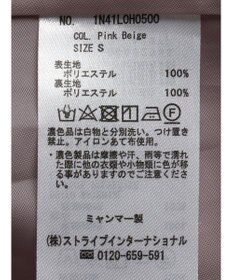 NO. 1N41L0H0500
COL. Pink Beige
SIZE S
表生地
ポリエステル 100%
裏生地
ポリエステル 100%
濃色品は白物と分別洗い。つけ置き
禁止。アイロンあて布使用。
・濃色製品は摩擦や汗、雨等で濡れ
た際に他の衣類や小物類に色が移
る事が有りますのでご注意くださ
い。
ミャンマー製
(株)ストライプインターナショナル
☎ 0120-659-591